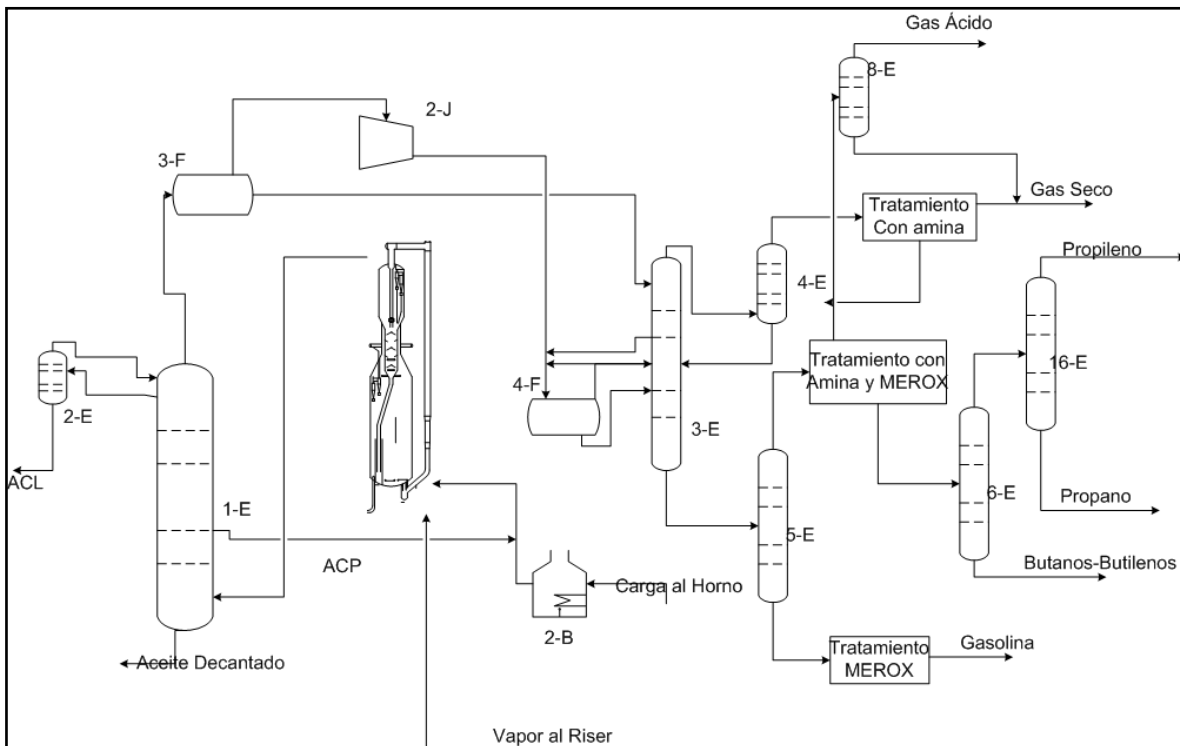 Gas Ácido
8-E
2-J
3-F
Gas Seco
Tratamiento
Con amina
Propileno
4-E
Tratamiento con
Amina y MEROX
16-E
4-F
2-E
3-E
ACL
6-E
Propano
1-E
5-E
ACP
Carga al Horno
Butanos-Butilenos
2-B
Aceite Decantado
Tratamiento
MEROX
Gasolina
Vapor al Riser